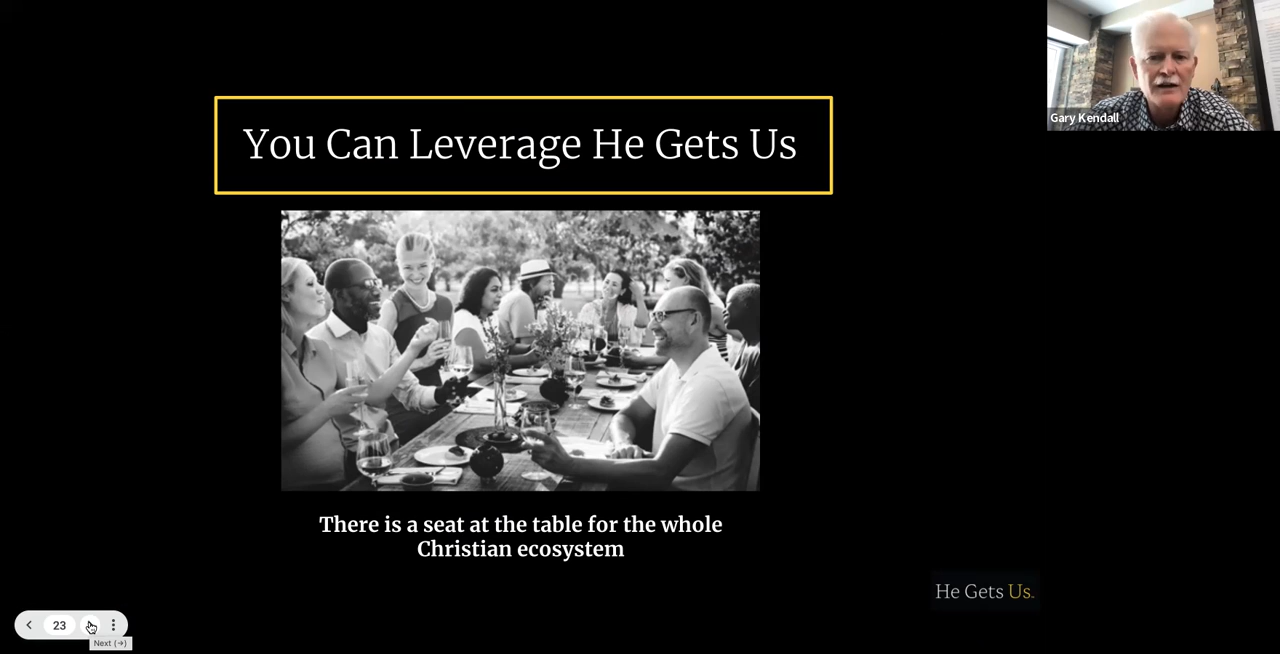 You Can Leverage He Gets Us
Gary Kendall
There is a seat at the table for the whole
Christian ecosystem
He Gets Us.
23
Next (→)